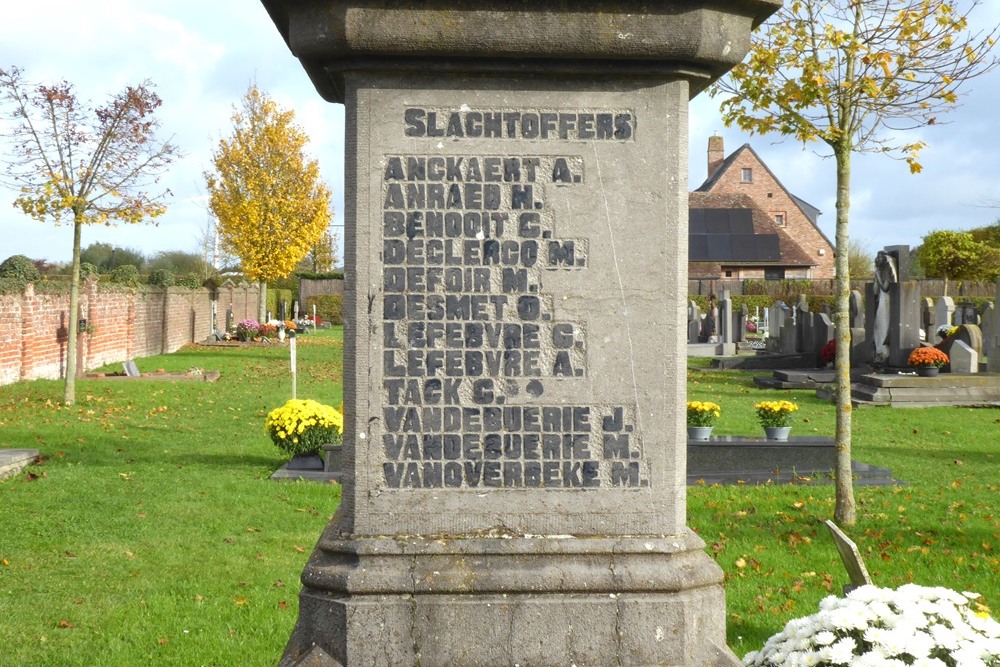 SLACHTOFFERS
ANCKAERT A.
ANRAED H.
BENOOIT C.
DECLERCQ M.
DEFOIR M.
DESMET O.
LEFEBVRE G.
LEFEBVRE A.
TACK C.
VANDEBUERIE J.
VANDEBUERIE M.
VANOVERBEKE M.